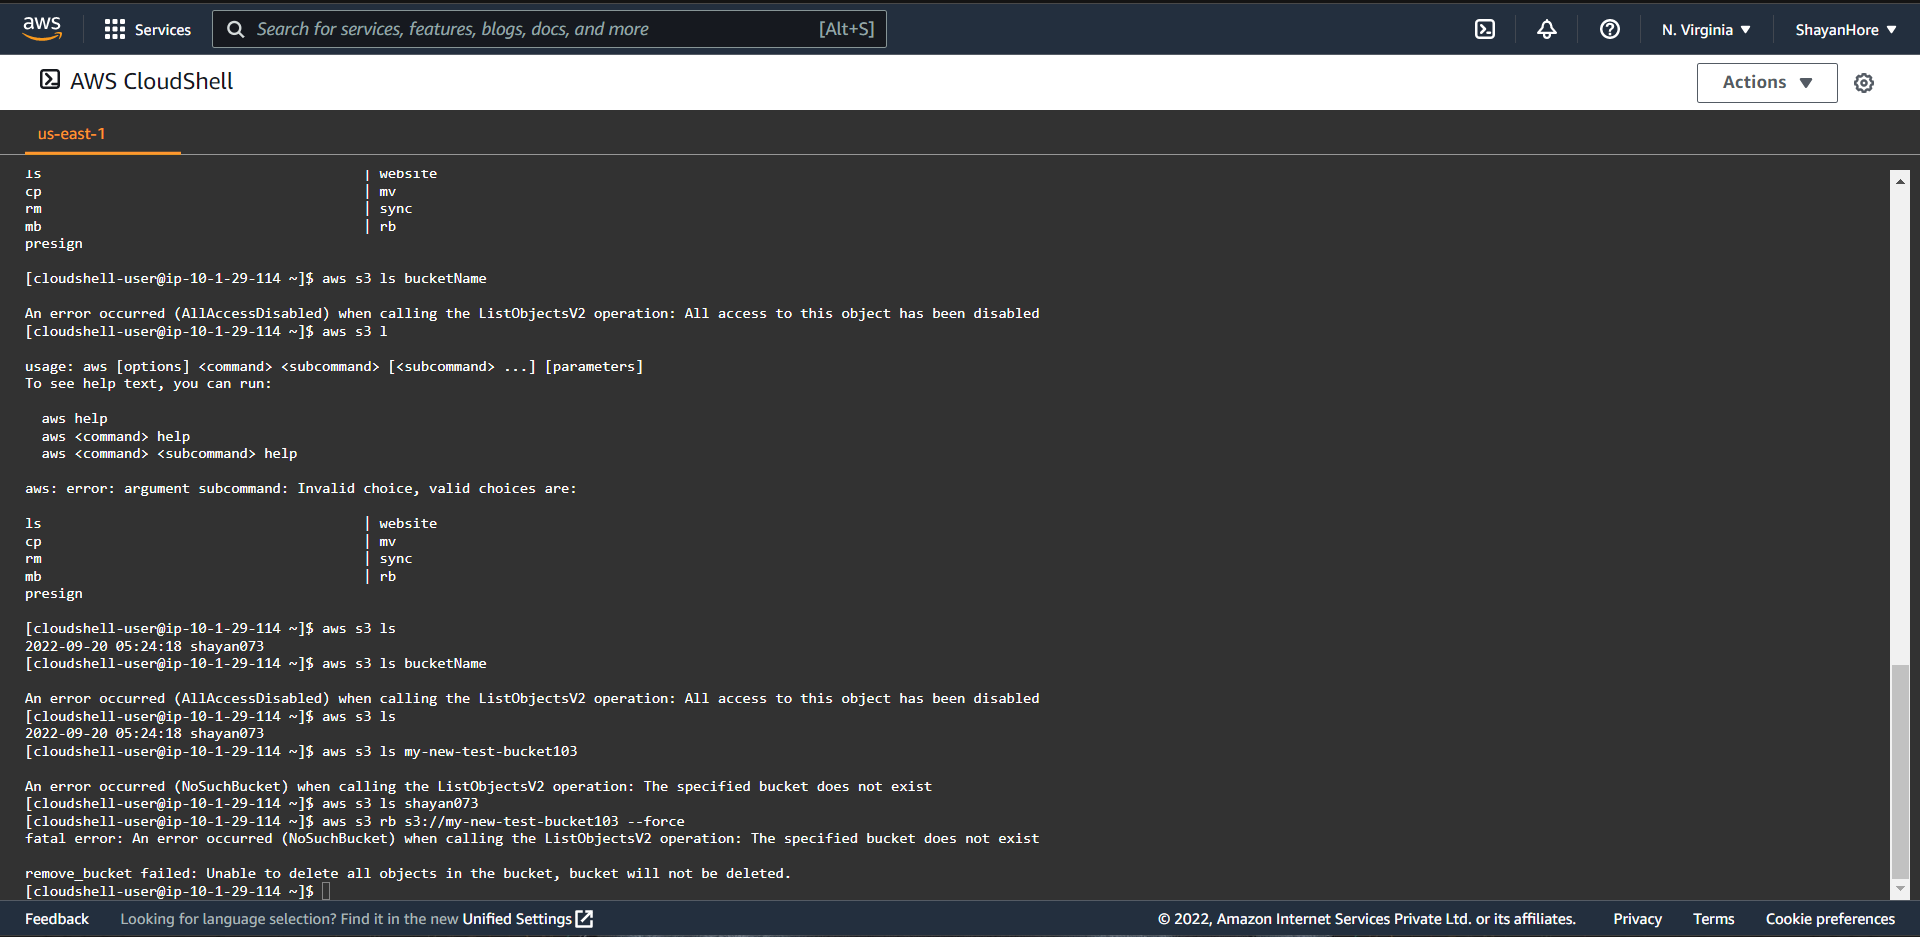 aws Services Search for services, features, blogs, docs, and more [Alt+S] N. Virginia ▼ ShayanHore ▼
AWS CloudShell Actions ▼
us-east-1
ls | website
cp | mv
rm | sync
mb | rb
presign
[cloudshell-user@ip-10-1-29-114 ~]$ aws s3 ls bucketName
An error occurred (AllAccessDisabled) when calling the ListObjectsV2 operation: All access to this object has been disabled
[cloudshell-user@ip-10-1-29-114 ~]$ aws s3 l
usage: aws [options] <command> <subcommand> [<subcommand> ...] [parameters]
To see help text, you can run:
aws help
aws <command> help
aws <command> <subcommand> help
aws: error: argument subcommand: Invalid choice, valid choices are:
ls | website
cp | mv
rm | sync
mb | rb
presign
[cloudshell-user@ip-10-1-29-114 ~]$ aws s3 ls
2022-09-20 05:24:18 shayan073
[cloudshell-user@ip-10-1-29-114 ~]$ aws s3 ls bucketName
An error occurred (AllAccessDisabled) when calling the ListObjectsV2 operation: All access to this object has been disabled
[cloudshell-user@ip-10-1-29-114 ~]$ aws s3 ls
2022-09-20 05:24:18 shayan073
[cloudshell-user@ip-10-1-29-114 ~]$ aws s3 ls my-new-test-bucket103
An error occurred (NoSuchBucket) when calling the ListObjectsV2 operation: The specified bucket does not exist
[cloudshell-user@ip-10-1-29-114 ~]$ aws s3 ls shayan073
[cloudshell-user@ip-10-1-29-114 ~]$ aws s3 rb s3://my-new-test-bucket103 --force
fatal error: An error occurred (NoSuchBucket) when calling the ListObjectsV2 operation: The specified bucket does not exist
remove_bucket failed: Unable to delete all objects in the bucket, bucket will not be deleted.
[cloudshell-user@ip-10-1-29-114 ~]$
Feedback Looking for language selection? Find it in the new Unified Settings © 2022, Amazon Internet Services Private Ltd. or its affiliates. Privacy Terms Cookie preferences